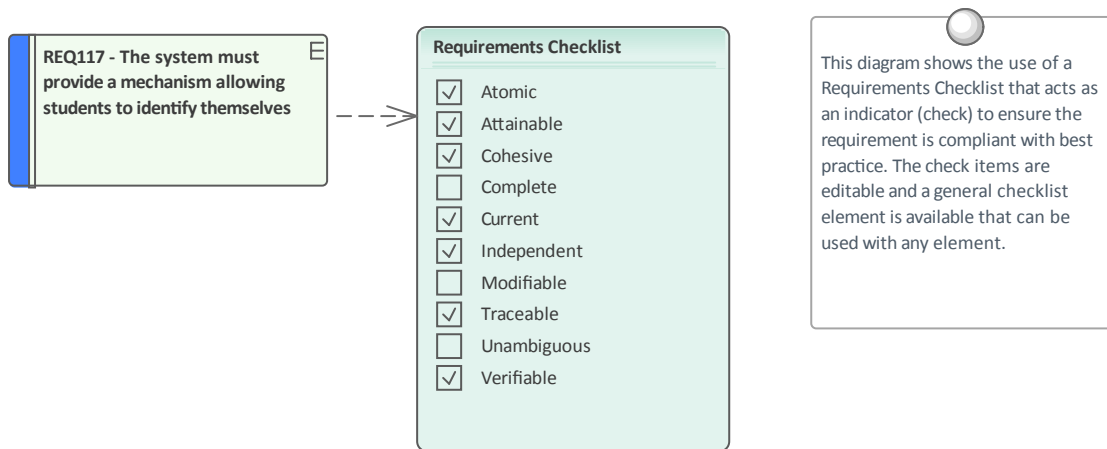 REQ117 - The system must
provide a mechanism allowing
students to identify themselves
E
Requirements Checklist
Atomic
Attainable
Cohesive
Complete
Current
Independent
Modifiable
Traceable
Unambiguous
Verifiable
This diagram shows the use of a
Requirements Checklist that acts as
an indicator (check) to ensure the
requirement is compliant with best
practice. The check items are
editable and a general checklist
element is available that can be
used with any element.